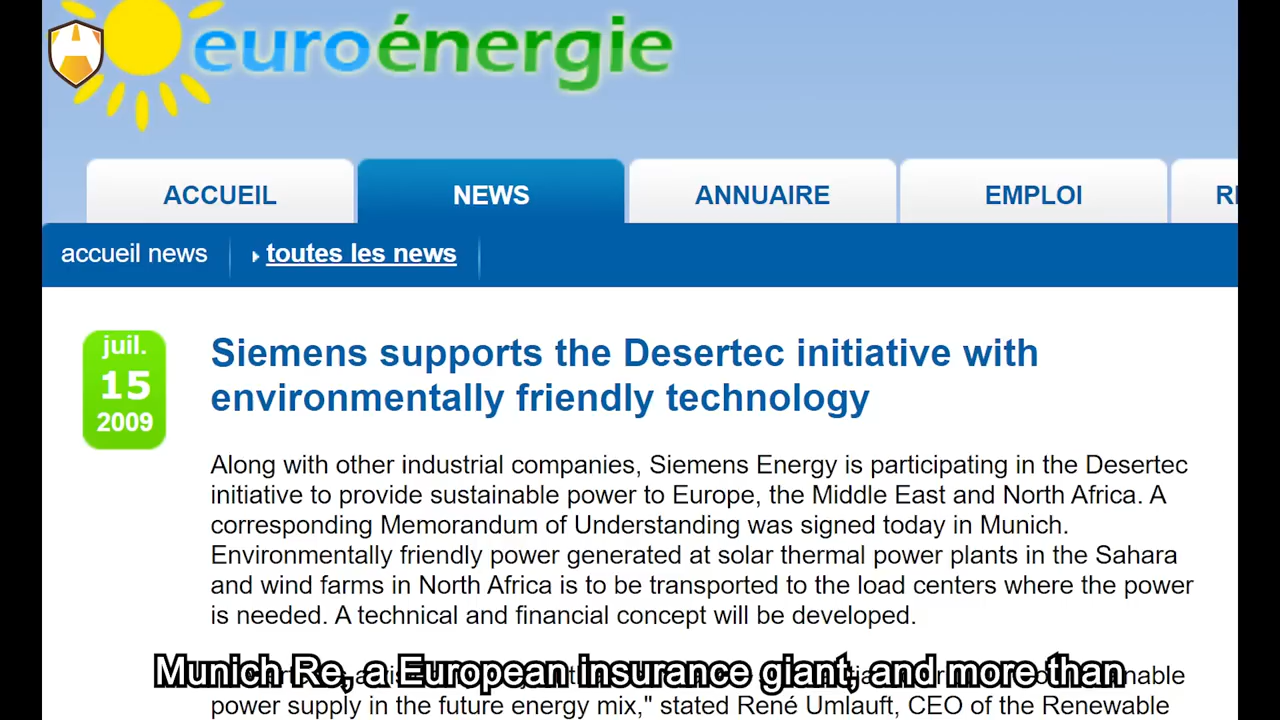 euroénergie
ACCUEIL NEWS ANNUAIRE EMPLOI
accueil news toutes les news
juil.
15
2009
Siemens supports the Desertec initiative with
environmentally friendly technology
Along with other industrial companies, Siemens Energy is participating in the Desertec
initiative to provide sustainable power to Europe, the Middle East and North Africa. A
corresponding Memorandum of Understanding was signed today in Munich.
Environmentally friendly power generated at solar thermal power plants in the Sahara
and wind farms in North Africa is to be transported to the load centers where the power
is needed. A technical and financial concept will be developed.
Munich Re, a European insurance giant, and more than
power supply in the future energy mix," stated René Umlauft, CEO of the Renewable